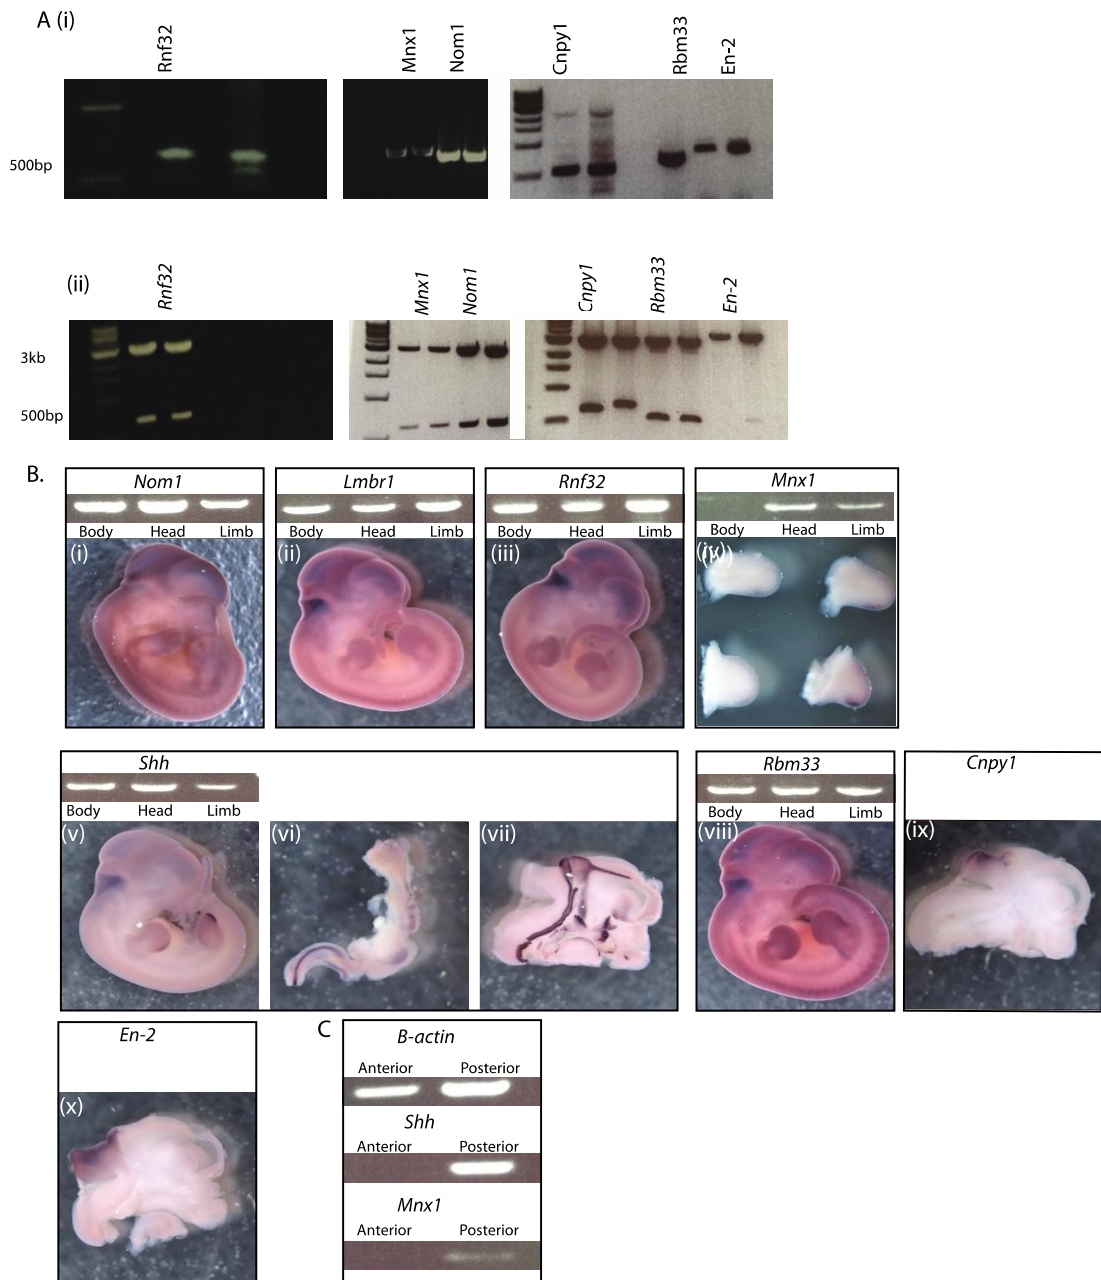 A (i)
Rnf32
Mnx1
Nom1
Cnpy1
Rbm33
En-2
500bp
(ii)
Rnf32
Mnx1
Nom1
Cnpy1
Rbm33
En-2
3kb
500bp
B.
Nom1
Body Head Limb
(i)
Lmbr1
Body Head Limb
(ii)
Rnf32
Body Head Limb
(iii)
Mnx1
Body Head Limb
(iv)
Shh
Body Head Limb
(v)
(vi)
(vii)
Rbm33
Body Head Limb
(viii)
Cnpy1
(ix)
En-2
(x)
C
B-actin
Anterior Posterior
Shh
Anterior Posterior
Mnx1
Anterior Posterior